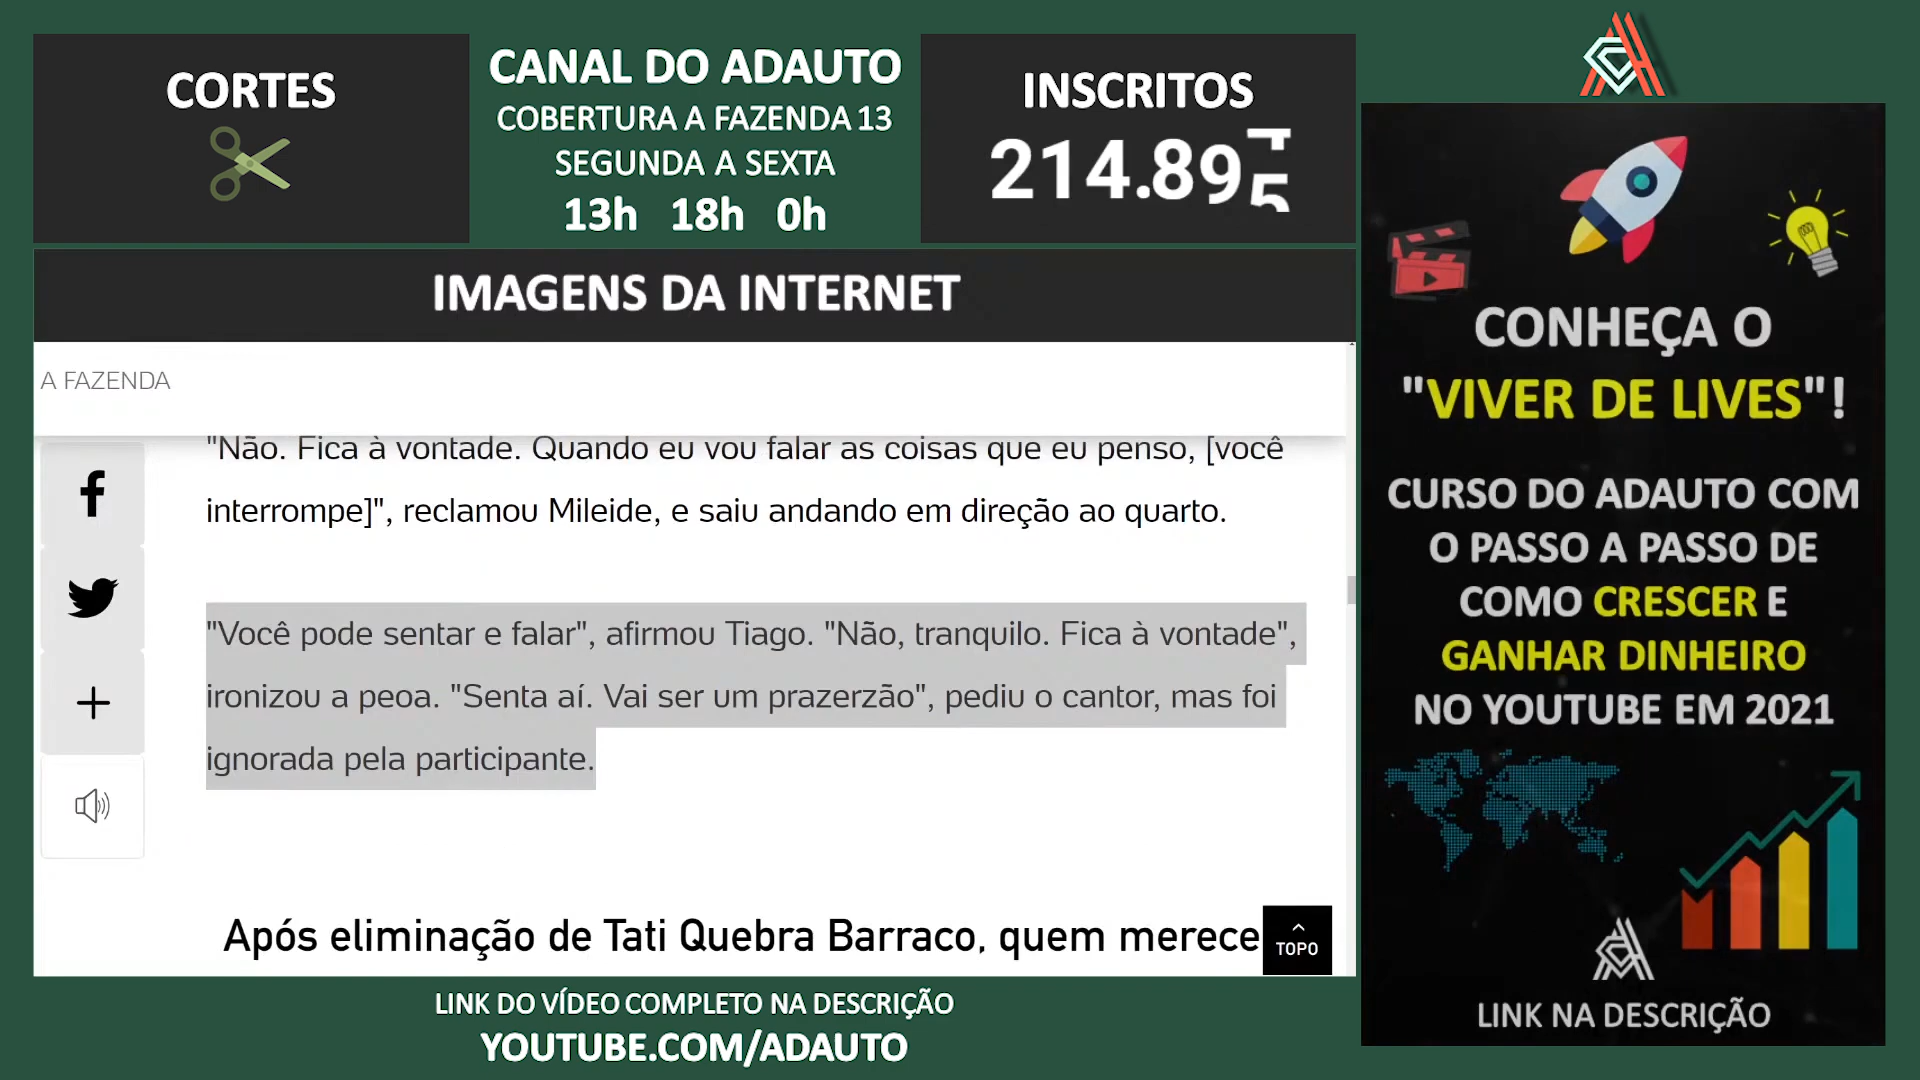 CORTES
CANAL DO ADAUTO
COBERTURA A FAZENDA 13
SEGUNDA A SEXTA
13h 18h 0h
INSCRITOS
214.89
IMAGENS DA INTERNET
A FAZENDA
"Não. Fica à vontade. Quando eu vou falar as coisas que eu penso, [você
interrompe]", reclamou Mileide, e saiu andando em direção ao quarto.
"Você pode sentar e falar", afirmou Tiago. "Não, tranquilo. Fica à vontade",
ironizou a peoa. "Senta aí. Vai ser um prazerzão", pediu o cantor, mas foi
ignorada pela participante.
Após eliminação de Tati Quebra Barraco, quem merece
TOPO
LINK DO VÍDEO COMPLETO NA DESCRIÇÃO
YOUTUBE.COM/ADAUTO
CONHEÇA O
"VIVER DE LIVES"!
CURSO DO ADAUTO COM
O PASSO A PASSO DE
COMO CRESCER E
GANHAR DINHEIRO
NO YOUTUBE EM 2021
LINK NA DESCRIÇÃO